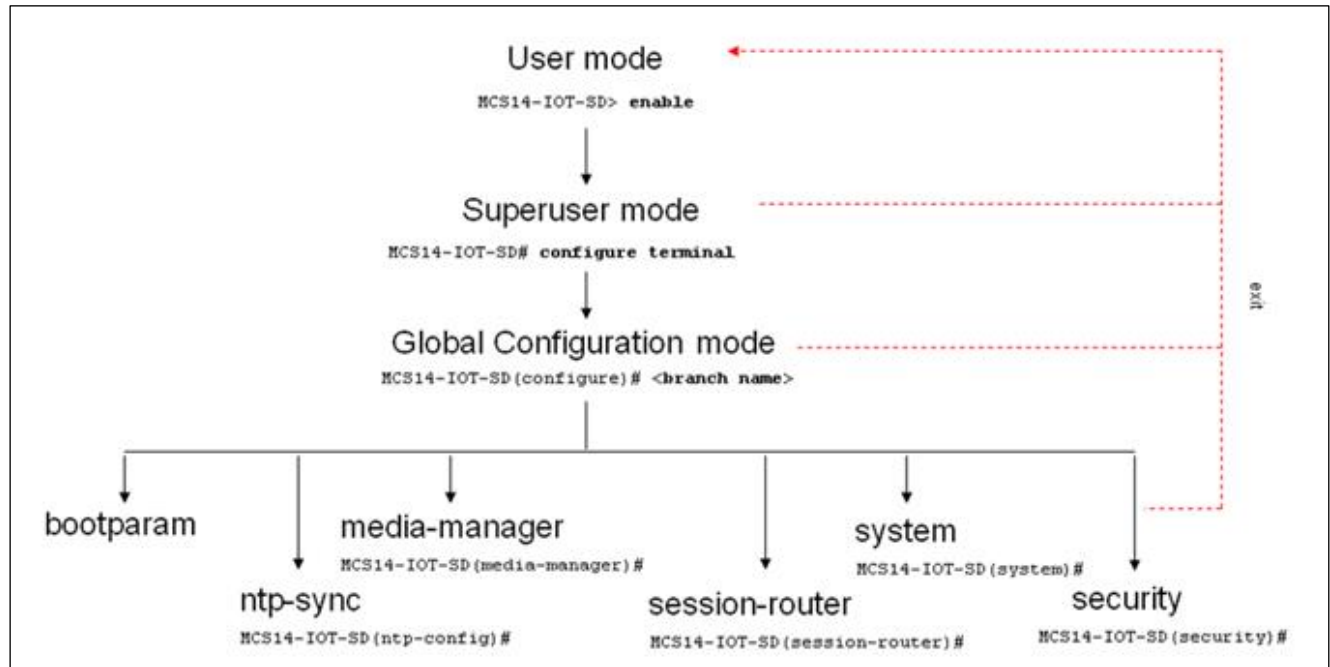 User mode
MCS14-IOT-SD> enable
Superuser mode
MCS14-IOT-SD# configure terminal
exit
Global Configuration mode
MCS14-IOT-SD(configure)# <branch name>
bootparam
media-manager
MCS14-IOT-SD(media-manager)#
system
MCS14-IOT-SD(system)#
ntp-sync
MCS14-IOT-SD(ntp-config)#
session-router
MCS14-IOT-SD(session-router)#
security
MCS14-IOT-SD(security)#